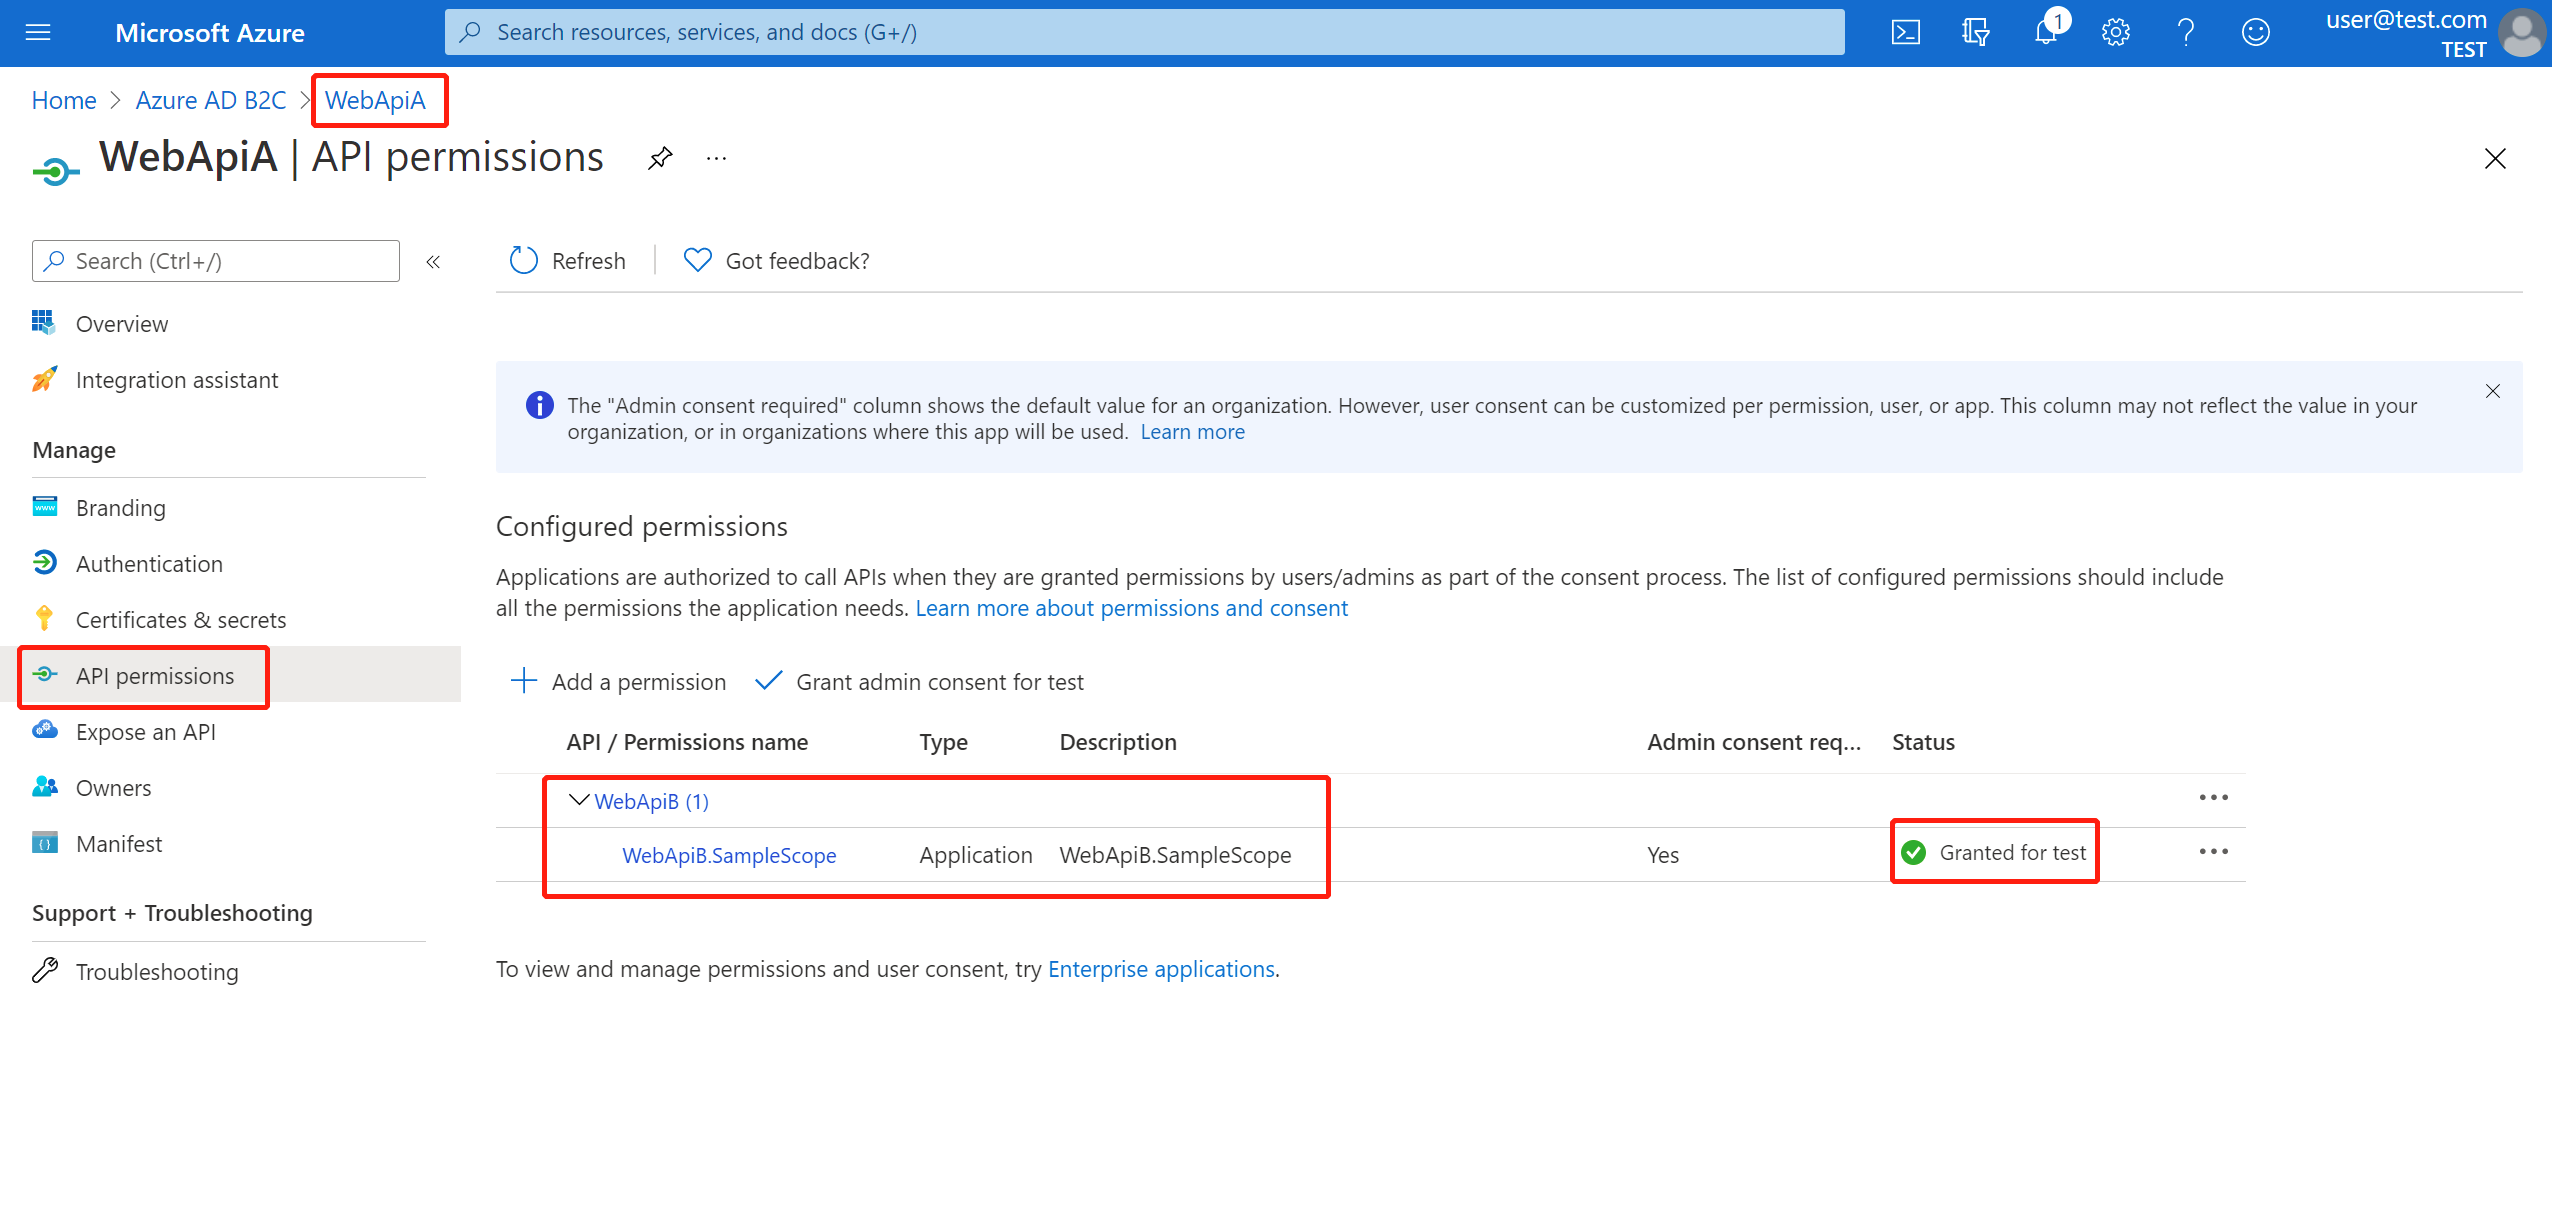 Microsoft Azure
Search resources, services, and docs (G+/)
1
user@test.com
TEST
Home > Azure AD B2C > WebApiA
WebApiA | API permissions
Search (Ctrl+/)
Overview
Integration assistant
Manage
Branding
Authentication
Certificates & secrets
API permissions
Expose an API
Owners
Manifest
Support + Troubleshooting
Troubleshooting
Refresh
Got feedback?
The "Admin consent required" column shows the default value for an organization. However, user consent can be customized per permission, user, or app. This column may not reflect the value in your
organization, or in organizations where this app will be used. Learn more
Configured permissions
Applications are authorized to call APIs when they are granted permissions by users/admins as part of the consent process. The list of configured permissions should include
all the permissions the application needs. Learn more about permissions and consent
Add a permission
Grant admin consent for test
API / Permissions name Type Description Admin consent req... Status
WebApiB (1)
WebApiB.SampleScope Application WebApiB.SampleScope Yes Granted for test
To view and manage permissions and user consent, try Enterprise applications.